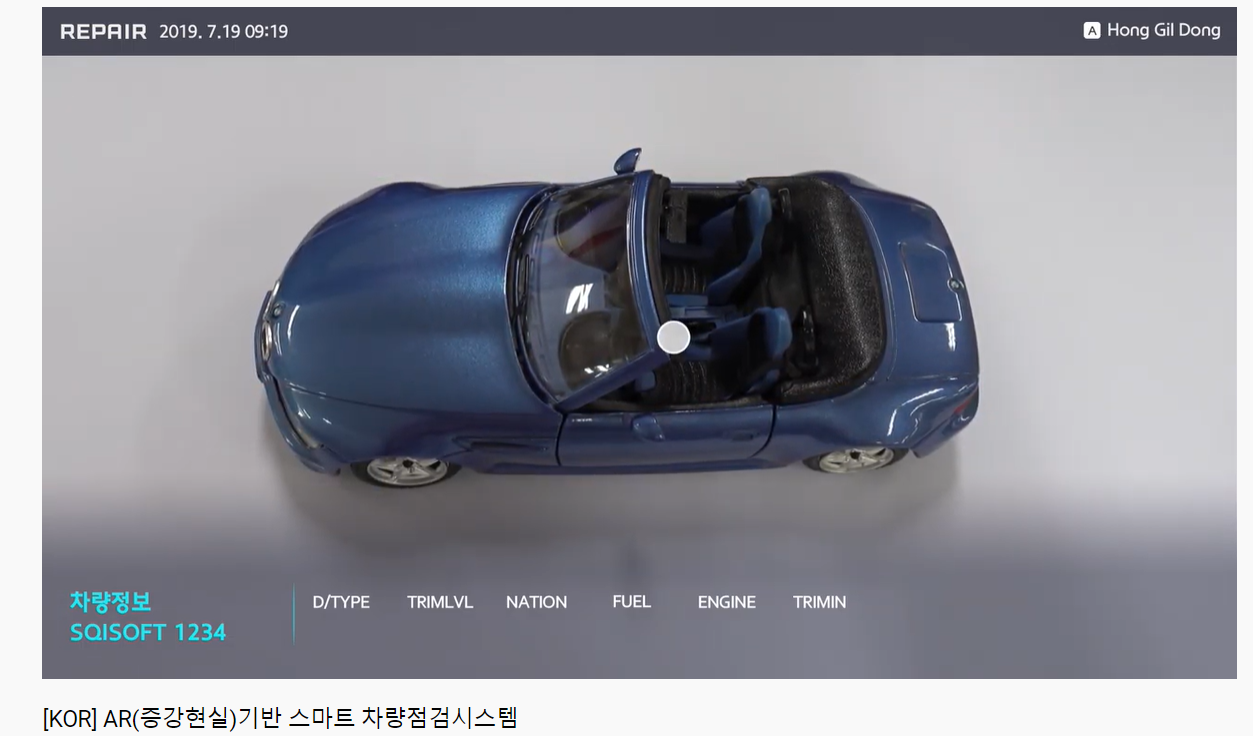 REPAIR 2019. 7.19 09:19
A Hong Gil Dong
차량정보
SQISOFT 1234
D/TYPE TRIMLVL NATION FUEL ENGINE TRIMIN
[KOR] AR(증강현실)기반 스마트 차량점검시스템